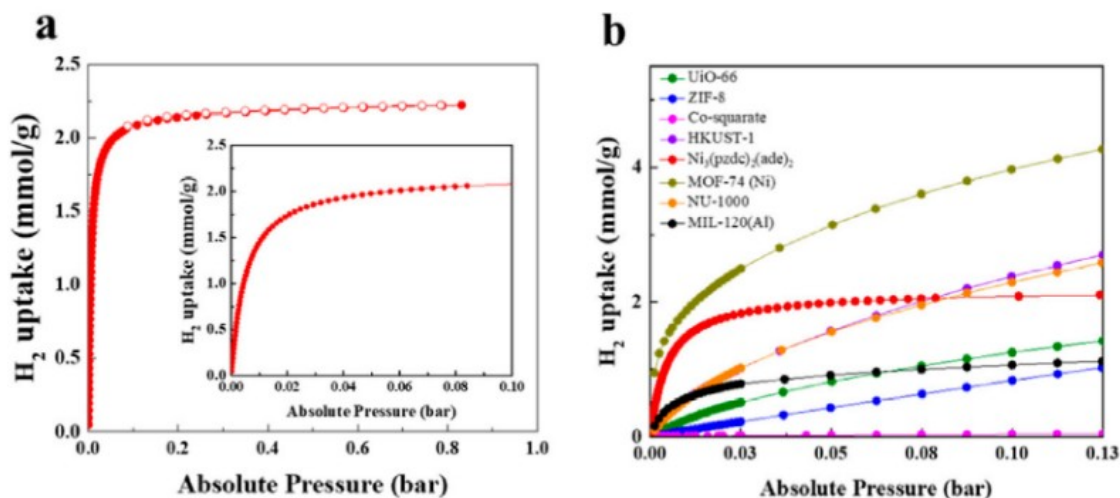 a
2.5
2.0
1.5
1.0
0.5
0.0
H₂ uptake (mmol/g)
0.0 0.2 0.4 0.6 0.8 1.0
Absolute Pressure (bar)
2.5
2.0
1.5
1.0
0.5
0.0
H₂ uptake (mmol/g)
0.00 0.02 0.04 0.06 0.08 0.10
Absolute Pressure (bar)
b
UiO-66
ZIF-8
Co-squarate
HKUST-1
Ni₃(pzdc)₂(ade)₂
MOF-74 (Ni)
NU-1000
MIL-120(Al)
4
2
0
H₂ uptake (mmol/g)
0.00 0.03 0.05 0.08 0.10 0.13
Absolute Pressure (bar)